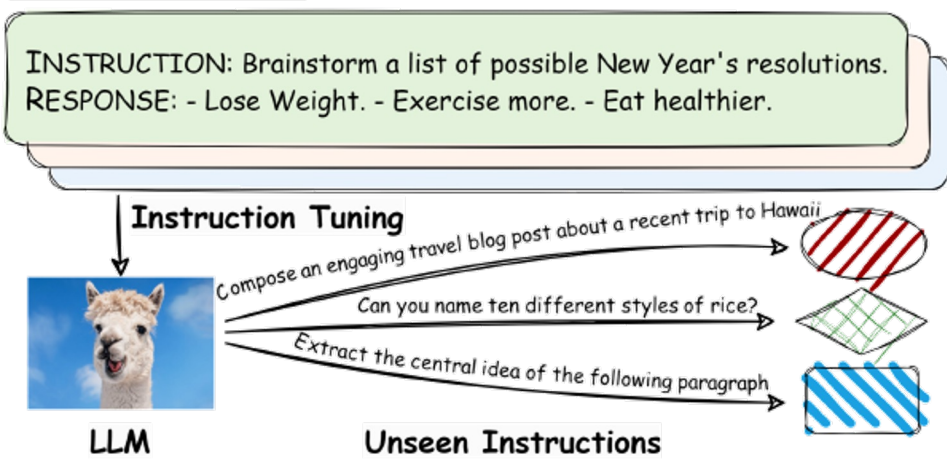 INSTRUCTION: Brainstorm a list of possible New Year's resolutions.
RESPONSE: - Lose Weight. - Exercise more. - Eat healthier.
Instruction Tuning
Compose an engaging travel blog post about a recent trip to Hawaii
Can you name ten different styles of rice?
Extract the central idea of the following paragraph
LLM
Unseen Instructions